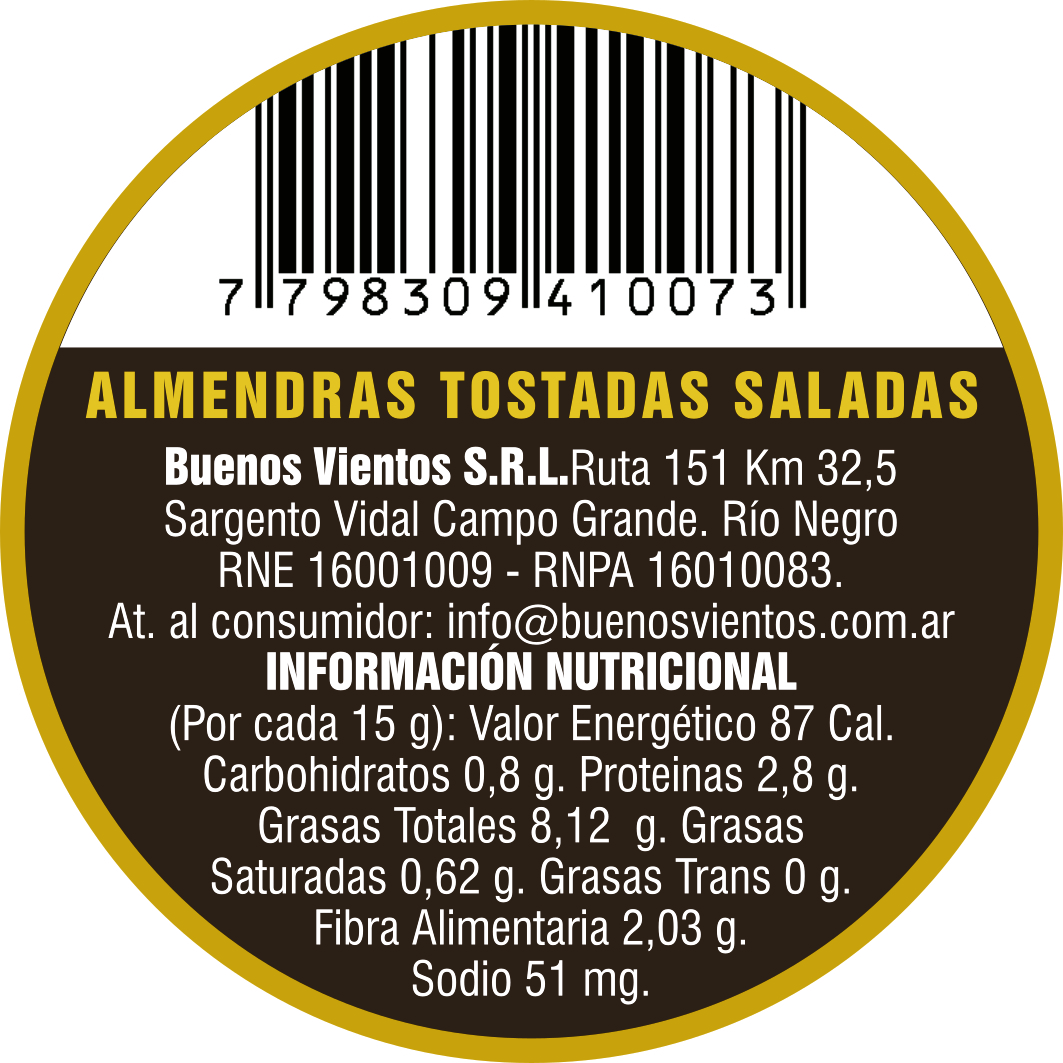 7 798309 410073
ALMENDRAS TOSTADAS SALADAS
Buenos Vientos S.R.L.Ruta 151 Km 32,5
Sargento Vidal Campo Grande. Río Negro
RNE 16001009 - RNPA 16010083.
At. al consumidor: info@buenosvientos.com.ar
INFORMACIÓN NUTRICIONAL
(Por cada 15 g): Valor Energético 87 Cal.
Carbohidratos 0,8 g. Proteinas 2,8 g.
Grasas Totales 8,12  g. Grasas
Saturadas 0,62 g. Grasas Trans 0 g.
Fibra Alimentaria 2,03 g.
Sodio 51 mg.